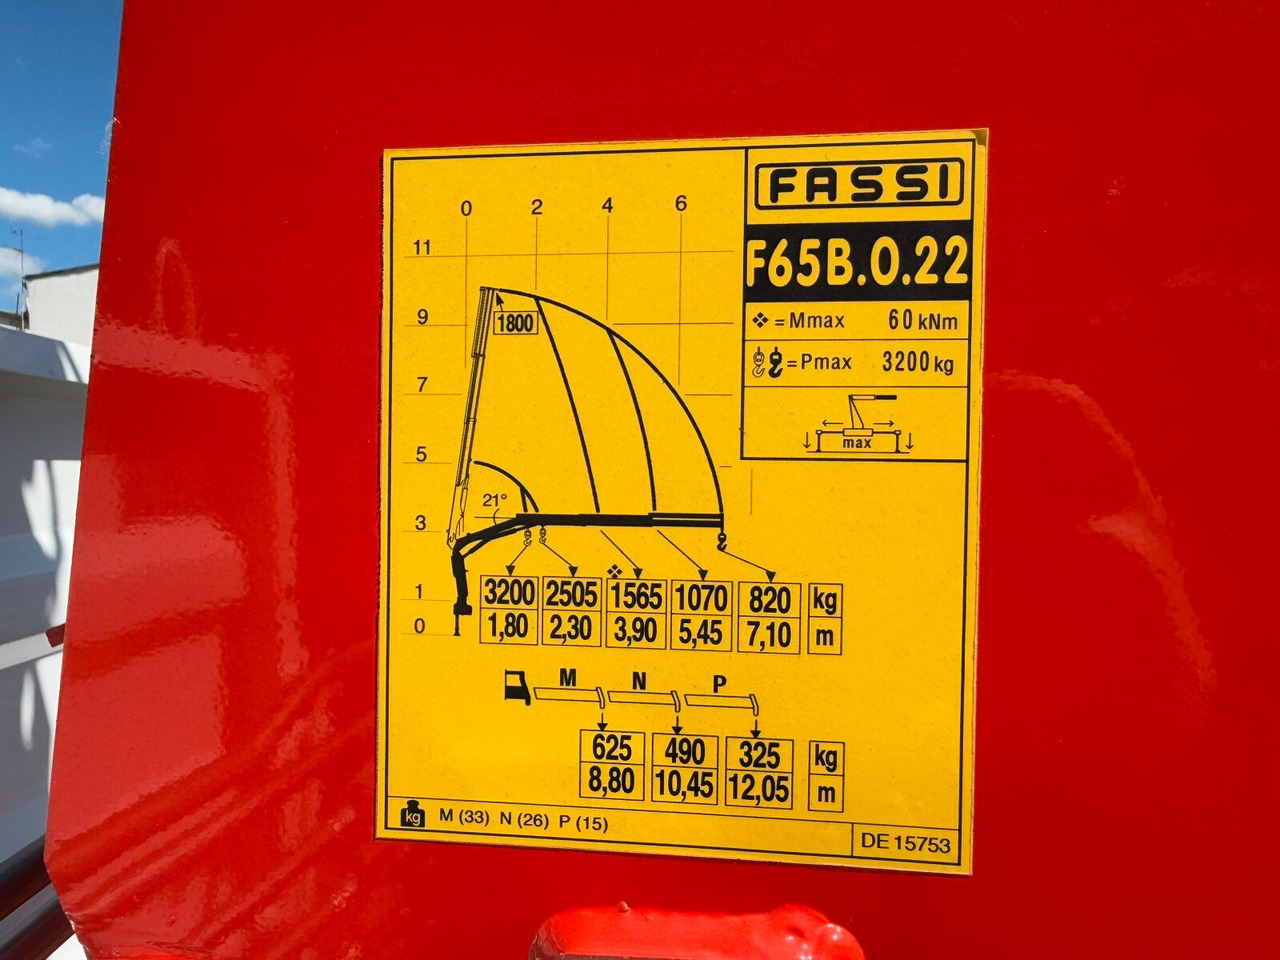 FASSI
F65B.0.22
❖ = Mmax 60 kNm
= Pmax 3200 kg
max
0 2 4 6
11
9
7
5
3
1
0
1800
21°
❖
3200 2505 1565 1070 820 kg
1,80 2,30 3,90 5,45 7,10 m
M N P
625 490 325 kg
8,80 10,45 12,05 m
kg M (33) N (26) P (15)
DE 15753